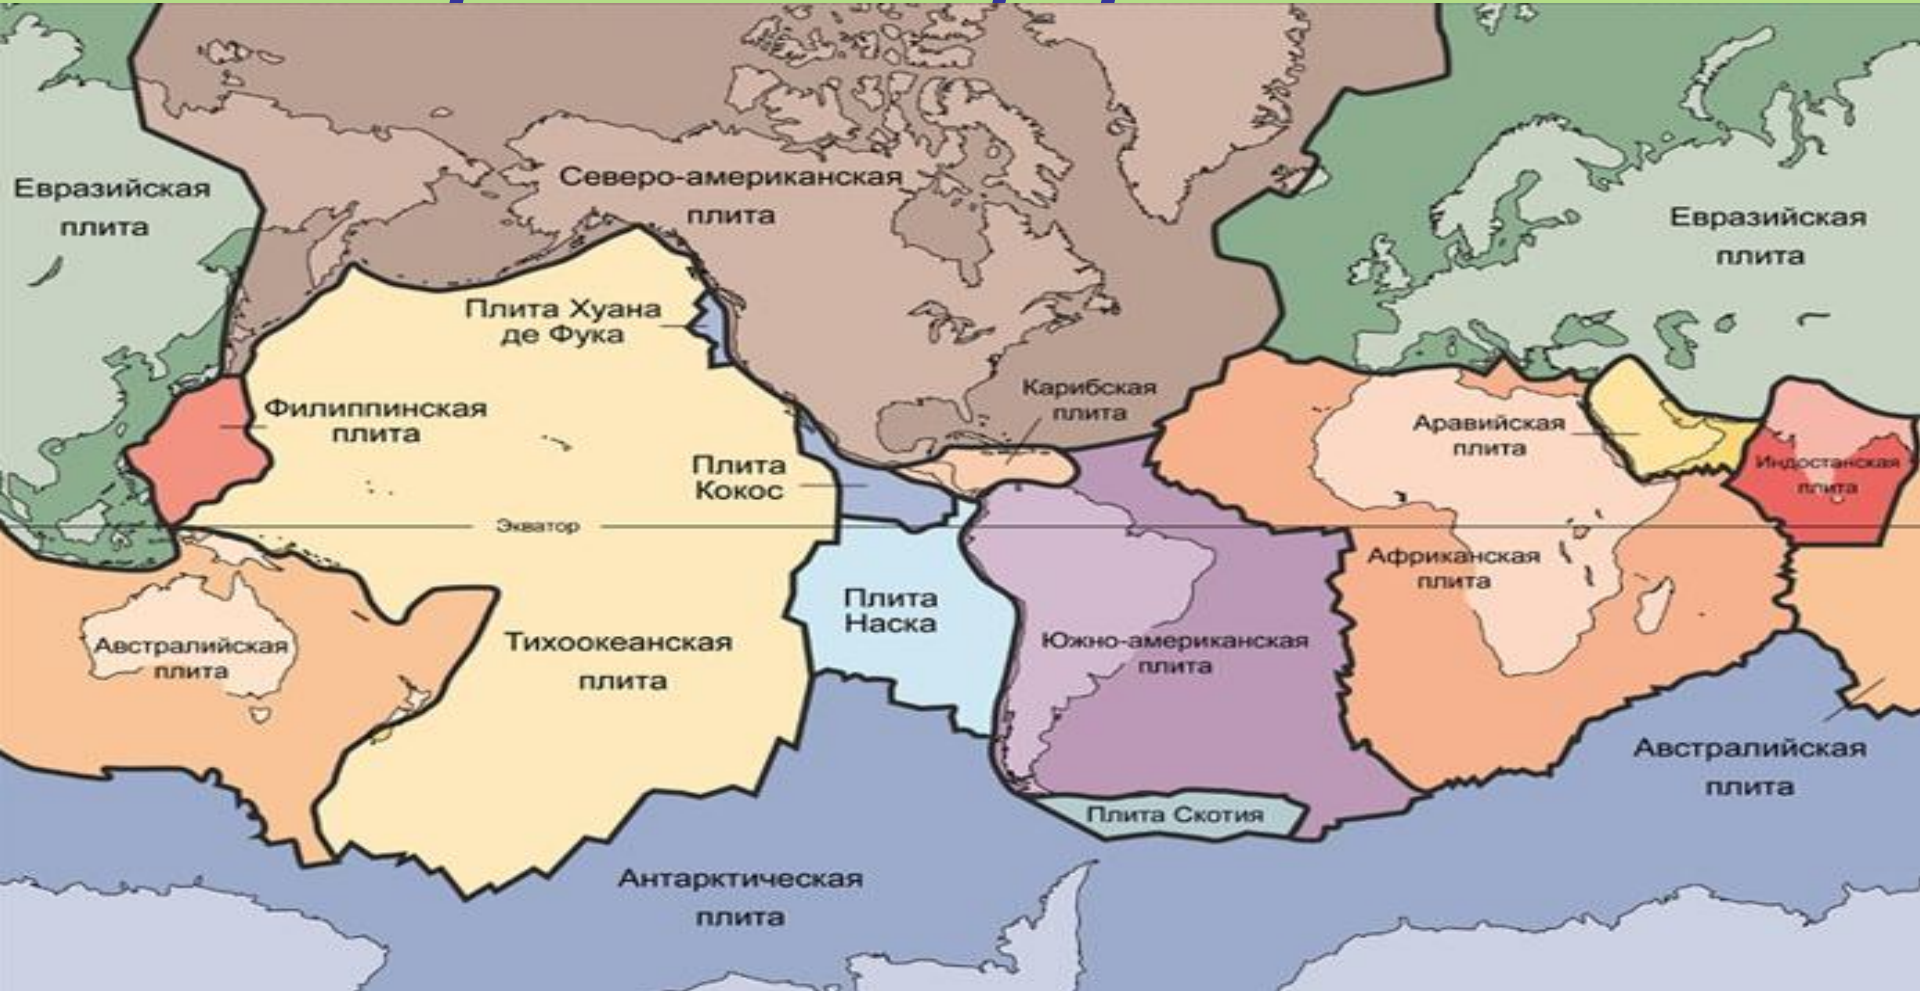 Евразийская
плита
Северо-американская
плита
Евразийская
плита
Плита Хуана
де Фука
Карибская
плита
Филиппинская
плита
Аравийская
плита
Плита
Кокос
Индостанская
плита
Экватор
Африканская
плита
Плита
Наска
Австралийская
плита
Тихоокеанская
плита
Южно-американская
плита
Австралийская
плита
Плита Скотия
Антарктическая
плита